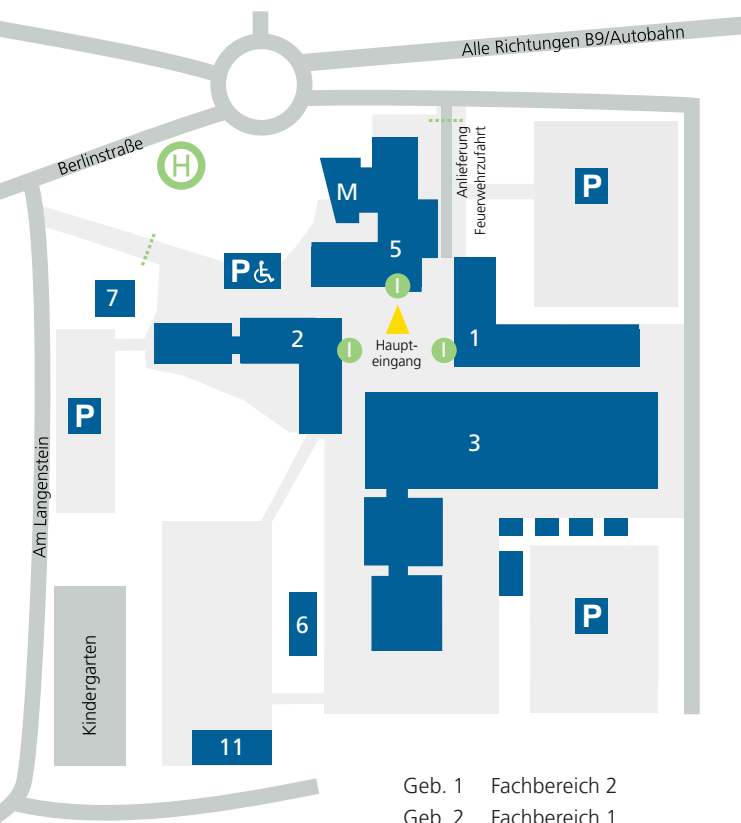 Alle Richtungen B9/Autobahn
Berlinstraße
H
Anlieferung
Feuerwehrzufahrt
P
M
5
P
7
I
2
I
Haupt-
eingang
I
1
P
3
Am Langenstein
6
P
Kindergarten
11
Geb. 1 Fachbereich 2
Geb. 2 Fachbereich 1